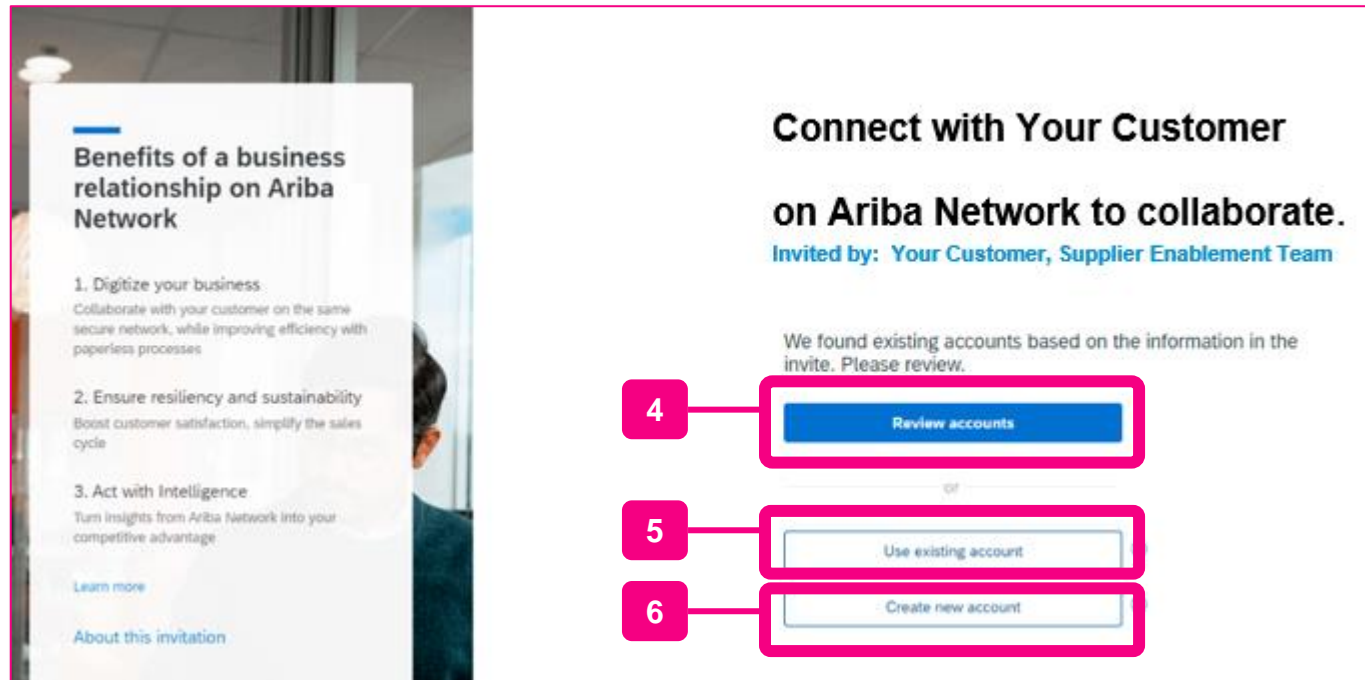 Benefits of a business
relationship on Ariba
Network
1. Digitize your business
Collaborate with your customer on the same
secure network, while improving efficiency with
paperless processes
2. Ensure resiliency and sustainability
Boost customer satisfaction, simplify the sales
cycle
3. Act with Intelligence
Turn insights from Ariba Network into your
competitive advantage
Learn more
About this invitation
Connect with Your Customer
on Ariba Network to collaborate.
Invited by: Your Customer, Supplier Enablement Team
We found existing accounts based on the information in the
invite. Please review.
4
Review accounts
or
5
Use existing account
6
Create new account